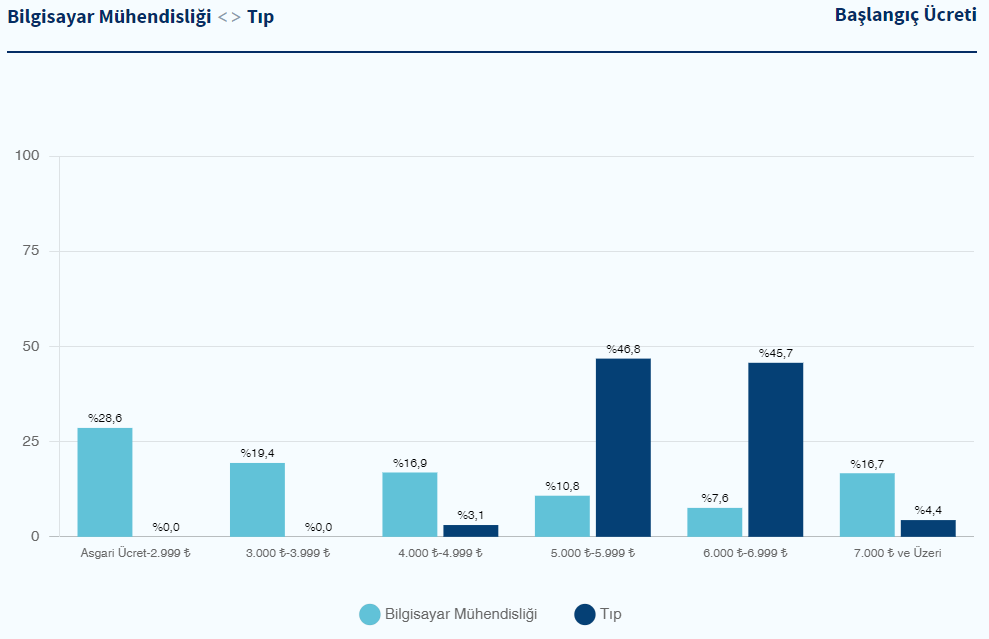 Bilgisayar Mühendisliği <> Tıp
Başlangıç Ücreti
100
75
50
25
0
%28,6
%0,0
%19,4
%0,0
%16,9
%3,1
%10,8
%46,8
%7,6
%45,7
%16,7
%4,4
Asgari Ücret-2.999 ₺
3.000 ₺-3.999 ₺
4.000 ₺-4.999 ₺
5.000 ₺-5.999 ₺
6.000 ₺-6.999 ₺
7.000 ₺ ve Üzeri
Bilgisayar Mühendisliği
Tıp